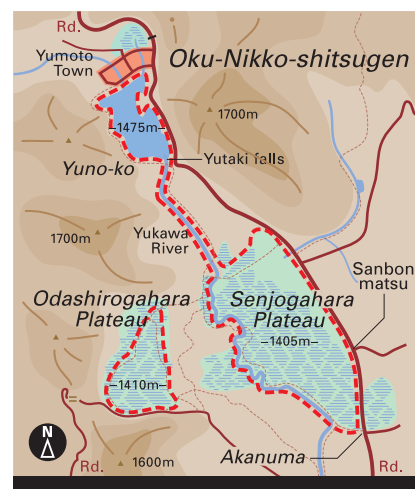 Rd.
Yumoto
Town
Oku-Nikko-shitsugen
1700m
1475m
Yutaki falls
Yuno-ko
1700m
Yukawa
River
Sanbon
matsu
Odashirogahara
Plateau
Senjogahara
Plateau
1405m
1410m
N
Akanuma
Rd.
1600m
Rd.